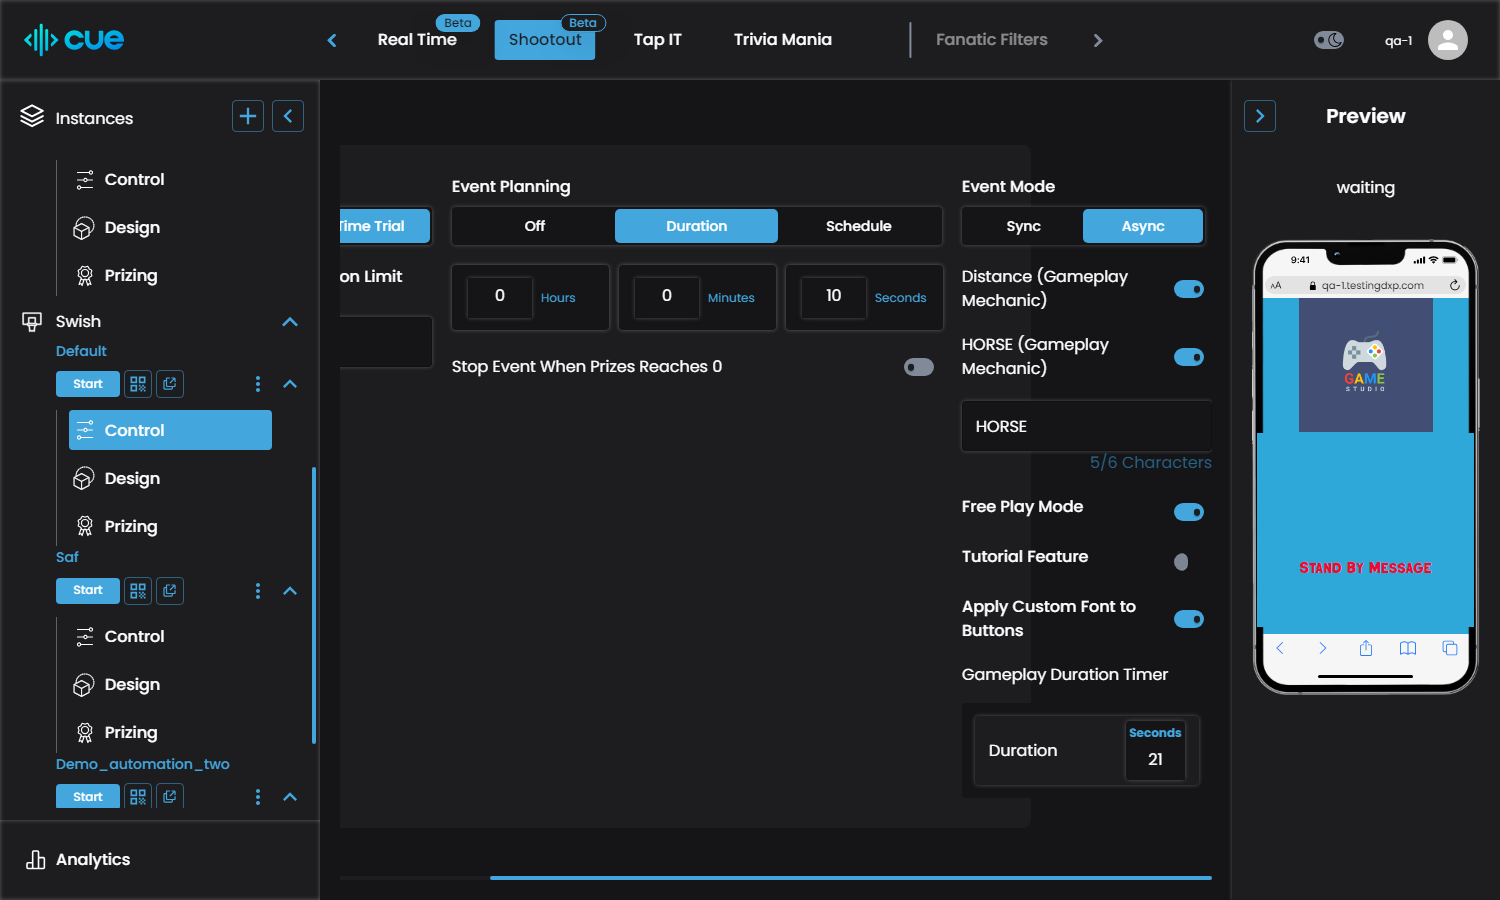 cue
Real Time
Beta
Shootout
Beta
Tap IT
Trivia Mania
Fanatic Filters
qa-1
Instances
Control
Design
Prizing
Swish
Default
Start
Control
Design
Prizing
Saf
Start
Control
Design
Prizing
Demo_automation_two
Start
Analytics
Time Trial
on Limit
Event Planning
Off
Duration
Schedule
0 Hours
0 Minutes
10 Seconds
Stop Event When Prizes Reaches 0
Event Mode
Sync
Async
Distance (Gameplay
Mechanic)
HORSE (Gameplay
Mechanic)
HORSE
5/6 Characters
Free Play Mode
Tutorial Feature
Apply Custom Font to
Buttons
Gameplay Duration Timer
Duration
Seconds
21
Preview
waiting
9:41
AA
qa-1.testingdxp.com
GAME
STUDIO
Stand By Message